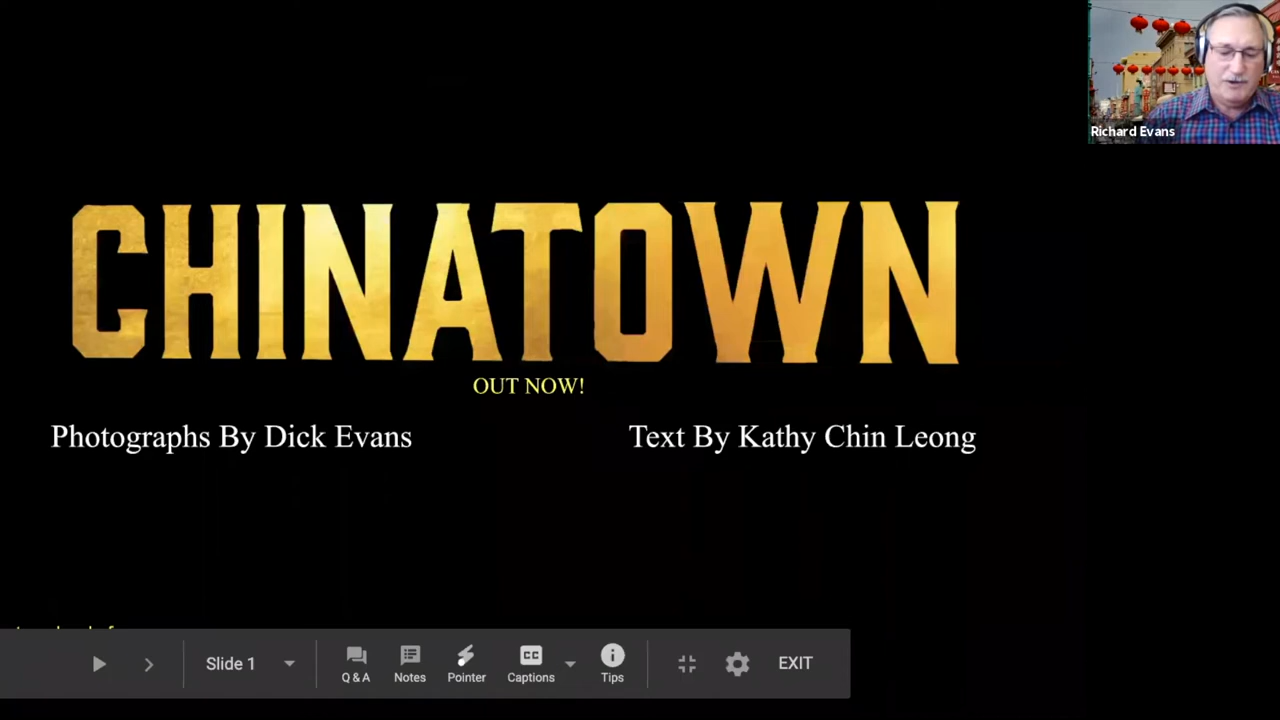 Richard Evans
CHINATOWN
OUT NOW!
Photographs By Dick Evans
Text By Kathy Chin Leong
Slide 1
Q & A
Notes
Pointer
CC
Captions
Tips
EXIT